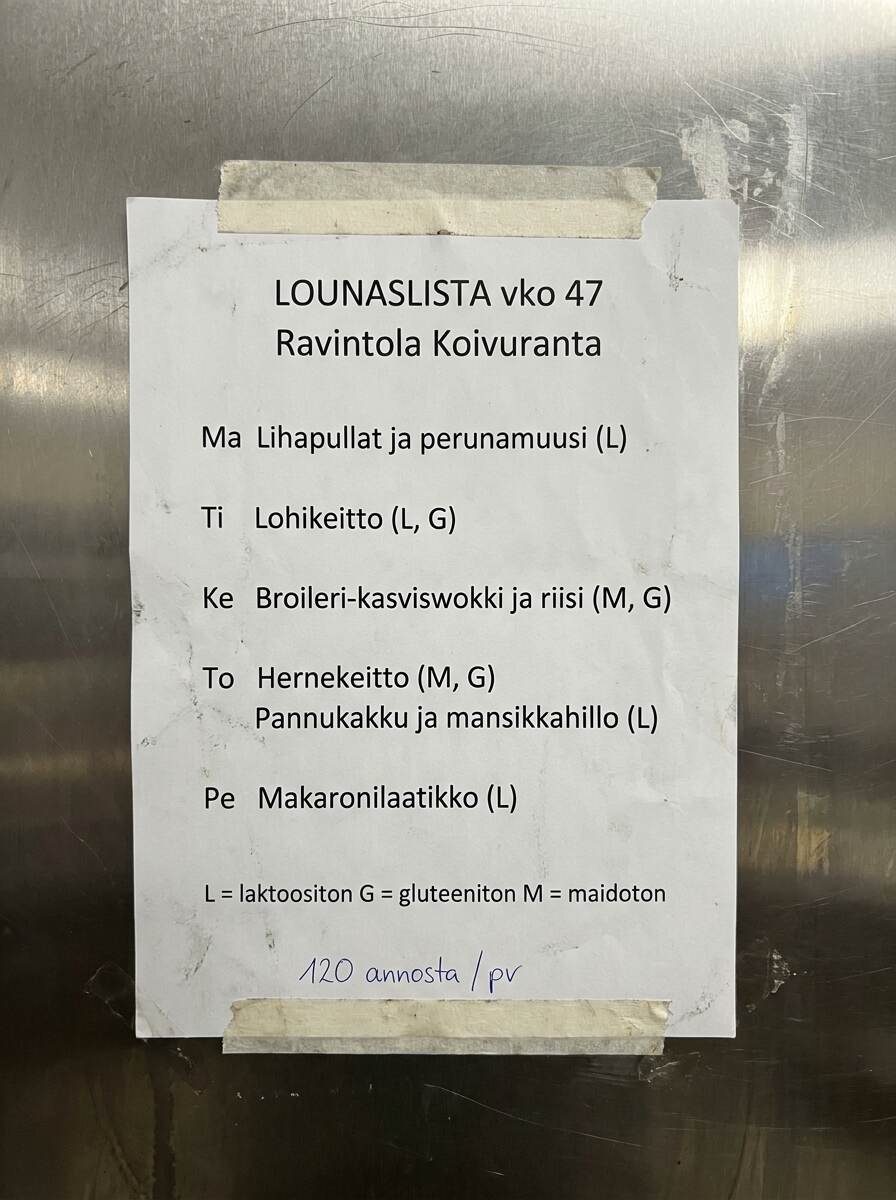 LOUNASLISTA vko 47
Ravintola Koivuranta
Ma Lihapullat ja perunamuusi (L)
Ti Lohikeitto (L, G)
Ke Broileri-kasviswokki ja riisi (M, G)
To Hernekeitto (M, G)
Pannukakku ja mansikkahillo (L)
Pe Makaronilaatikko (L)
L = laktoositon G = gluteeniton M = maidoton
120 annosta / pv